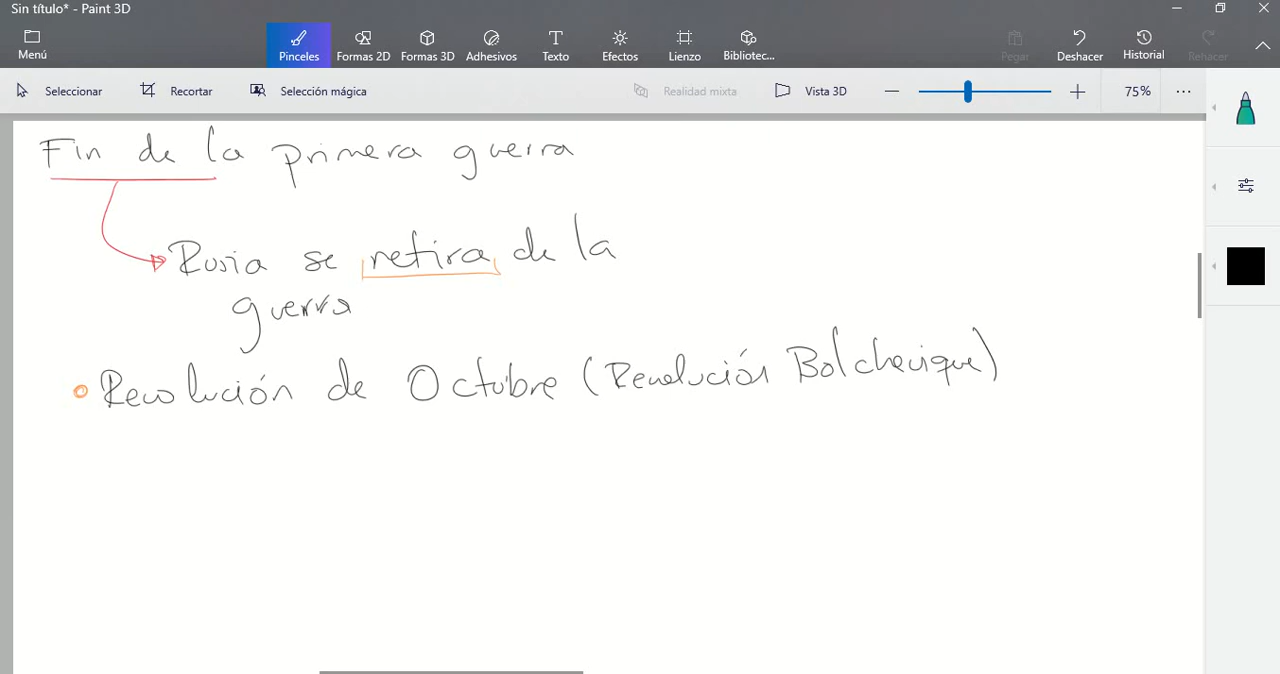 Sin título* - Paint 3D
Menú
Pinceles Formas 2D Formas 3D Adhesivos Texto Efectos Lienzo Bibliotec... Pegar Deshacer Historial Rehacer
Seleccionar Recortar Selección mágica Realidad mixta Vista 3D 75%
Fin de la primera guerra
Rusia se retira de la
guerra
Revolución de Octubre (Revolución Bolchevique)